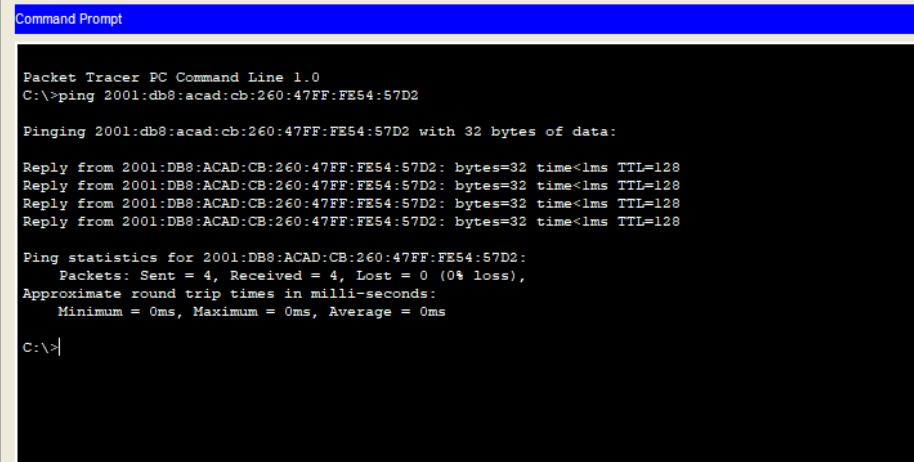 Command Prompt
Packet Tracer PC Command Line 1.0
C:\>ping 2001:db8:acad:cb:260:47FF:FE54:57D2
Pinging 2001:db8:acad:cb:260:47FF:FE54:57D2 with 32 bytes of data:
Reply from 2001:DB8:ACAD:CB:260:47FF:FE54:57D2: bytes=32 time<1ms TTL=128
Reply from 2001:DB8:ACAD:CB:260:47FF:FE54:57D2: bytes=32 time<1ms TTL=128
Reply from 2001:DB8:ACAD:CB:260:47FF:FE54:57D2: bytes=32 time<1ms TTL=128
Reply from 2001:DB8:ACAD:CB:260:47FF:FE54:57D2: bytes=32 time<1ms TTL=128
Ping statistics for 2001:DB8:ACAD:CB:260:47FF:FE54:57D2:
Packets: Sent = 4, Received = 4, Lost = 0 (0% loss),
Approximate round trip times in milli-seconds:
Minimum = 0ms, Maximum = 0ms, Average = 0ms
C:\>